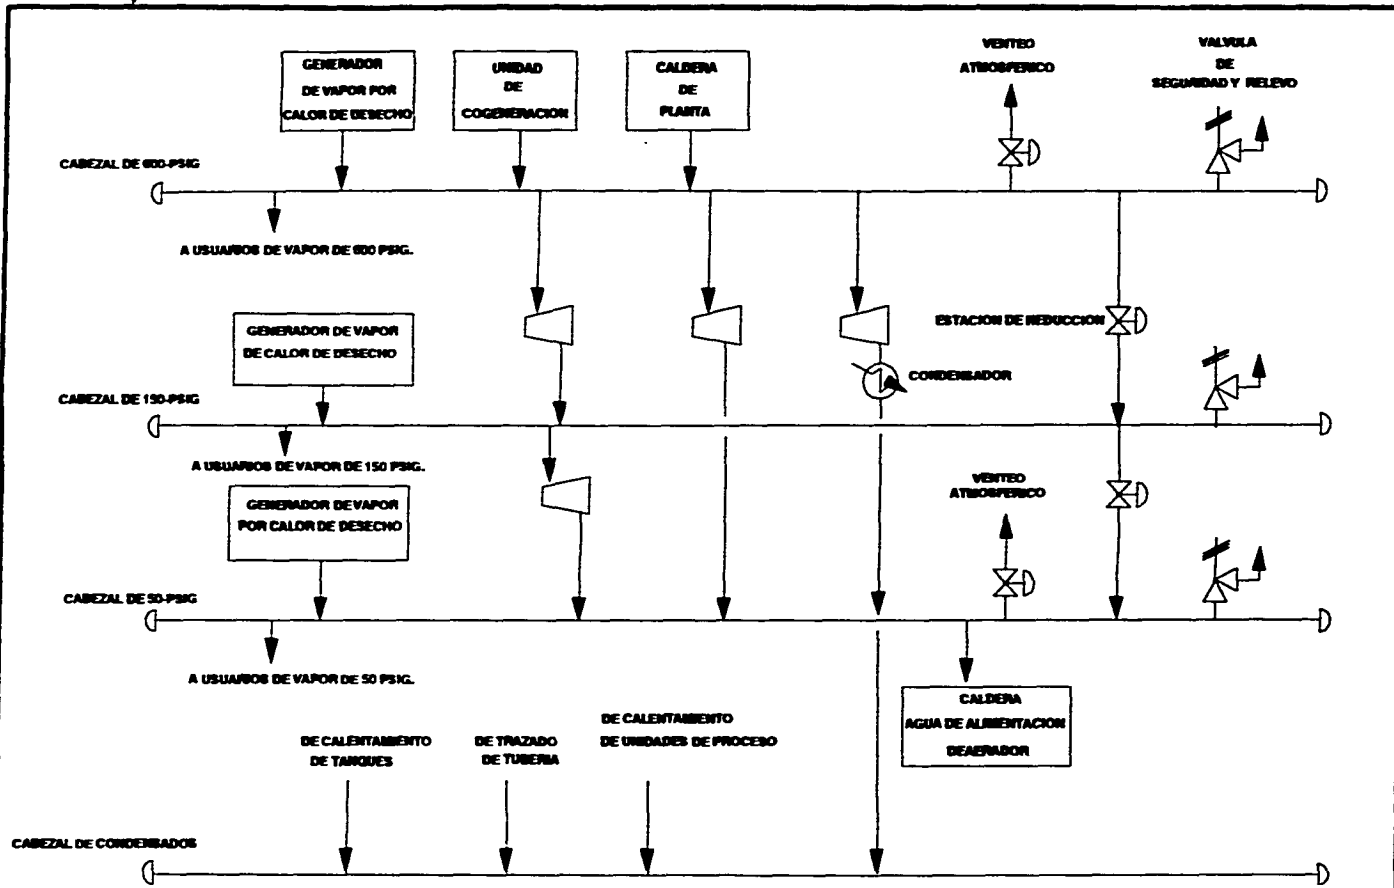 GENERADOR
DE VAPOR POR
CALOR DE DESECHO
UNIDAD
DE
COGENERACION
CALDERA
DE
PLANTA
VENTEO
ATMOSFERICO
VALVULA
DE
SEGURIDAD Y RELEVO
CABEZAL DE 600-PSIG
A USUARIOS DE VAPOR DE 600 PSIG.
GENERADOR DE VAPOR
DE CALOR DE DESECHO
ESTACION DE REDUCCION
CONDENSADOR
CABEZAL DE 150-PSIG
A USUARIOS DE VAPOR DE 150 PSIG.
GENERADOR DE VAPOR
POR CALOR DE DESECHO
VENTEO
ATMOSFERICO
CABEZAL DE 50-PSIG
A USUARIOS DE VAPOR DE 50 PSIG.
CALDERA
AGUA DE ALIMENTACION
DEAERADOR
DE CALENTAMIENTO
DE TANQUES
DE TRAZADO
DE TUBERIA
DE CALENTAMIENTO
DE UNIDADES DE PROCESO
CABEZAL DE CONDENSADOS